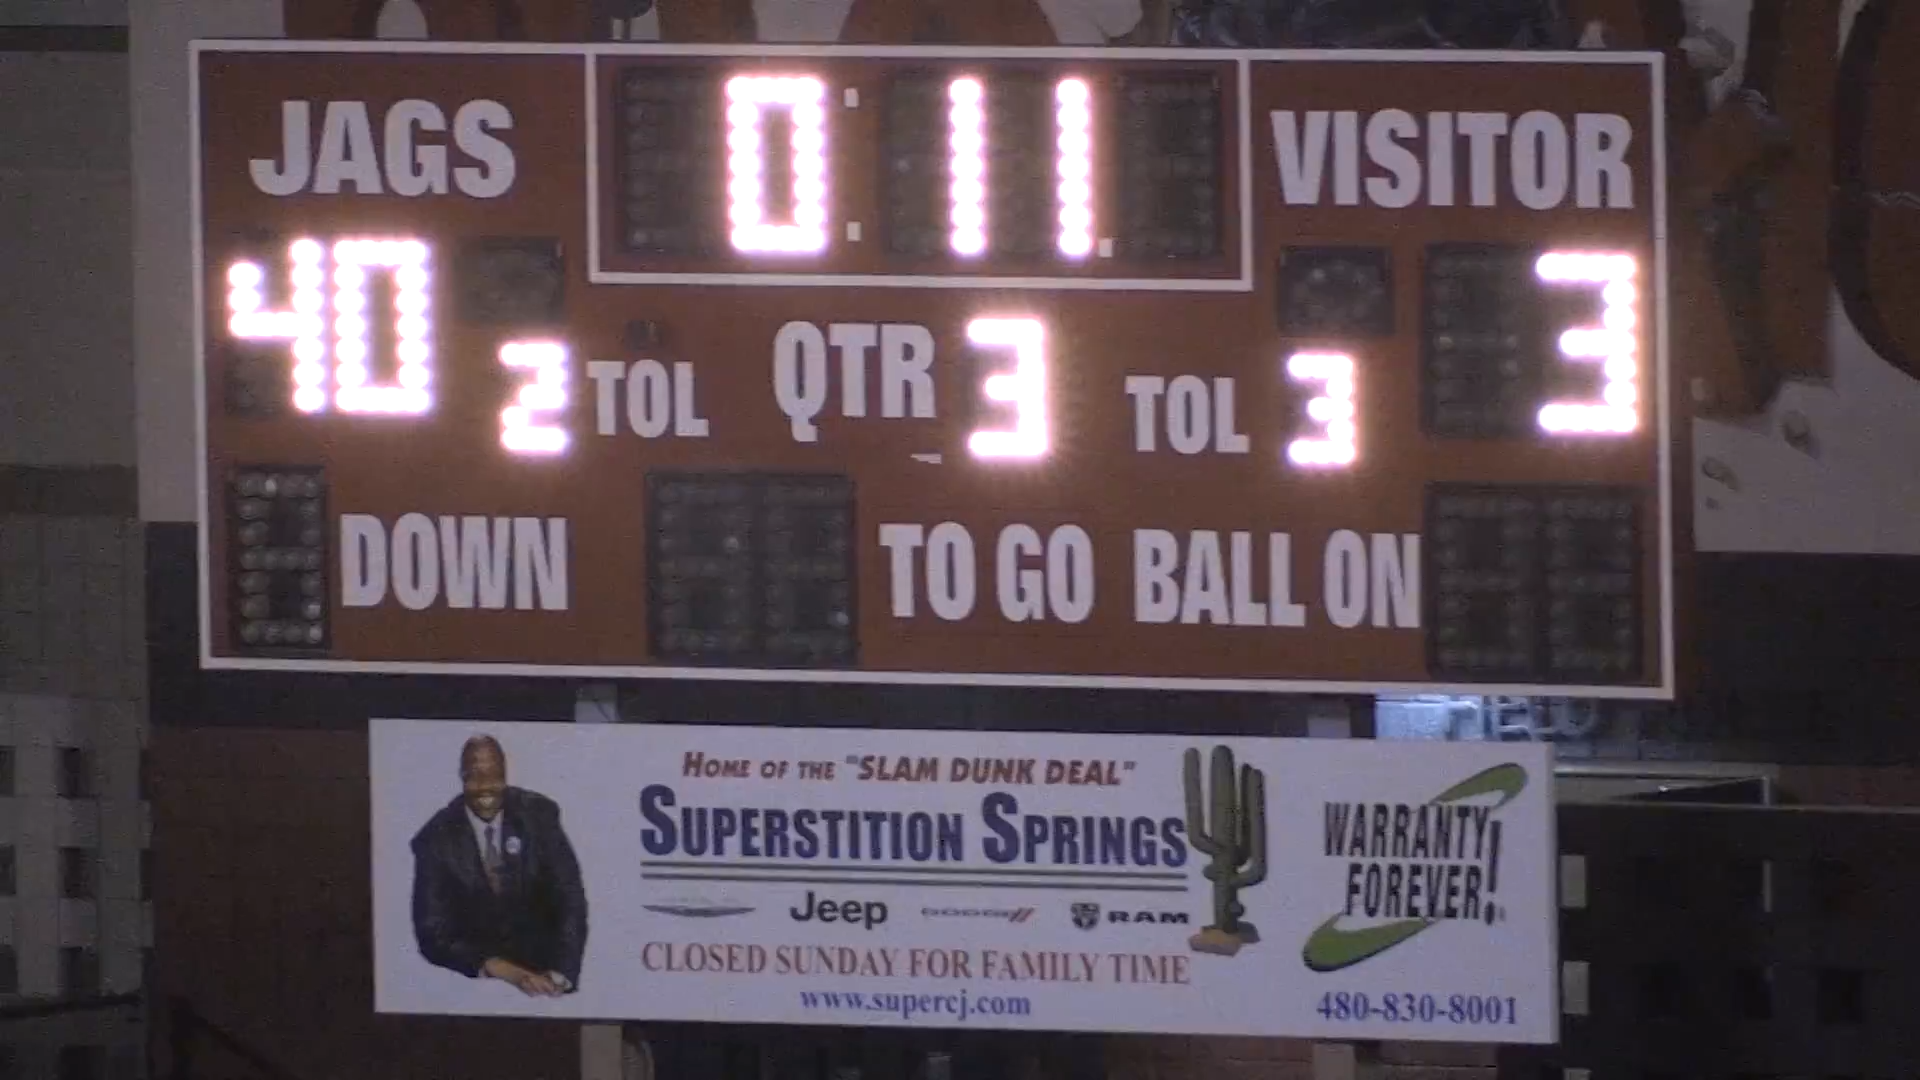 JAGS 0:11. VISITOR
40 2 TOL QTR 3 TOL 3 3
DOWN TO GO BALL ON
HOME OF THE "SLAM DUNK DEAL"
SUPERSTITION SPRINGS
Jeep DODGE RAM
CLOSED SUNDAY FOR FAMILY TIME
www.supercj.com
WARRANTY
FOREVER!
480-830-8001